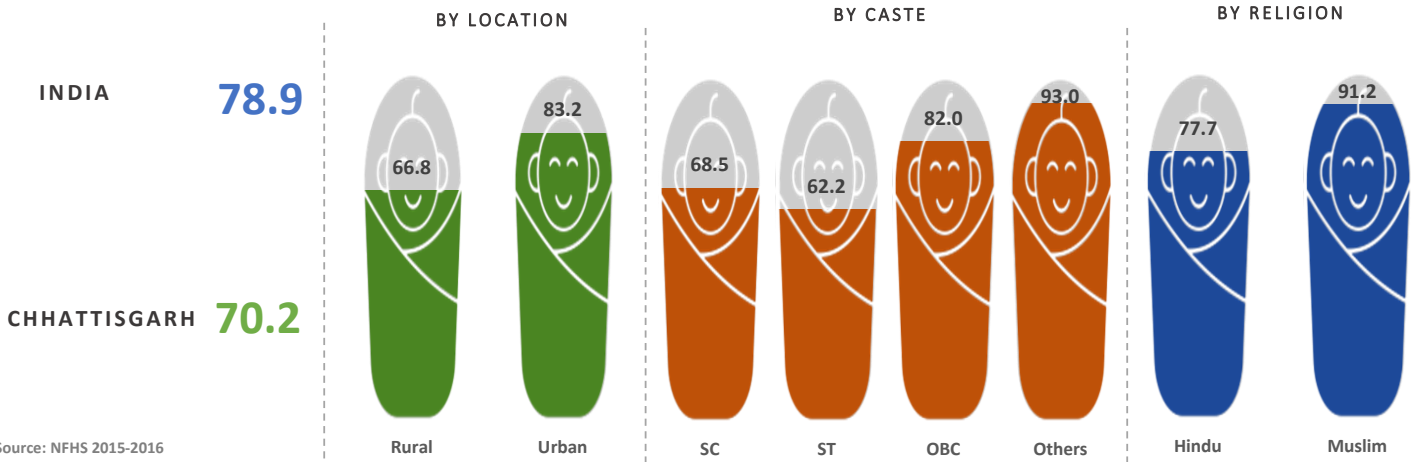 BY LOCATION
BY CASTE
BY RELIGION
INDIA 78.9
CHHATTISGARH 70.2
66.8
83.2
68.5
62.2
82.0
93.0
77.7
91.2
Rural
Urban
SC
ST
OBC
Others
Hindu
Muslim
Source: NFHS 2015-2016